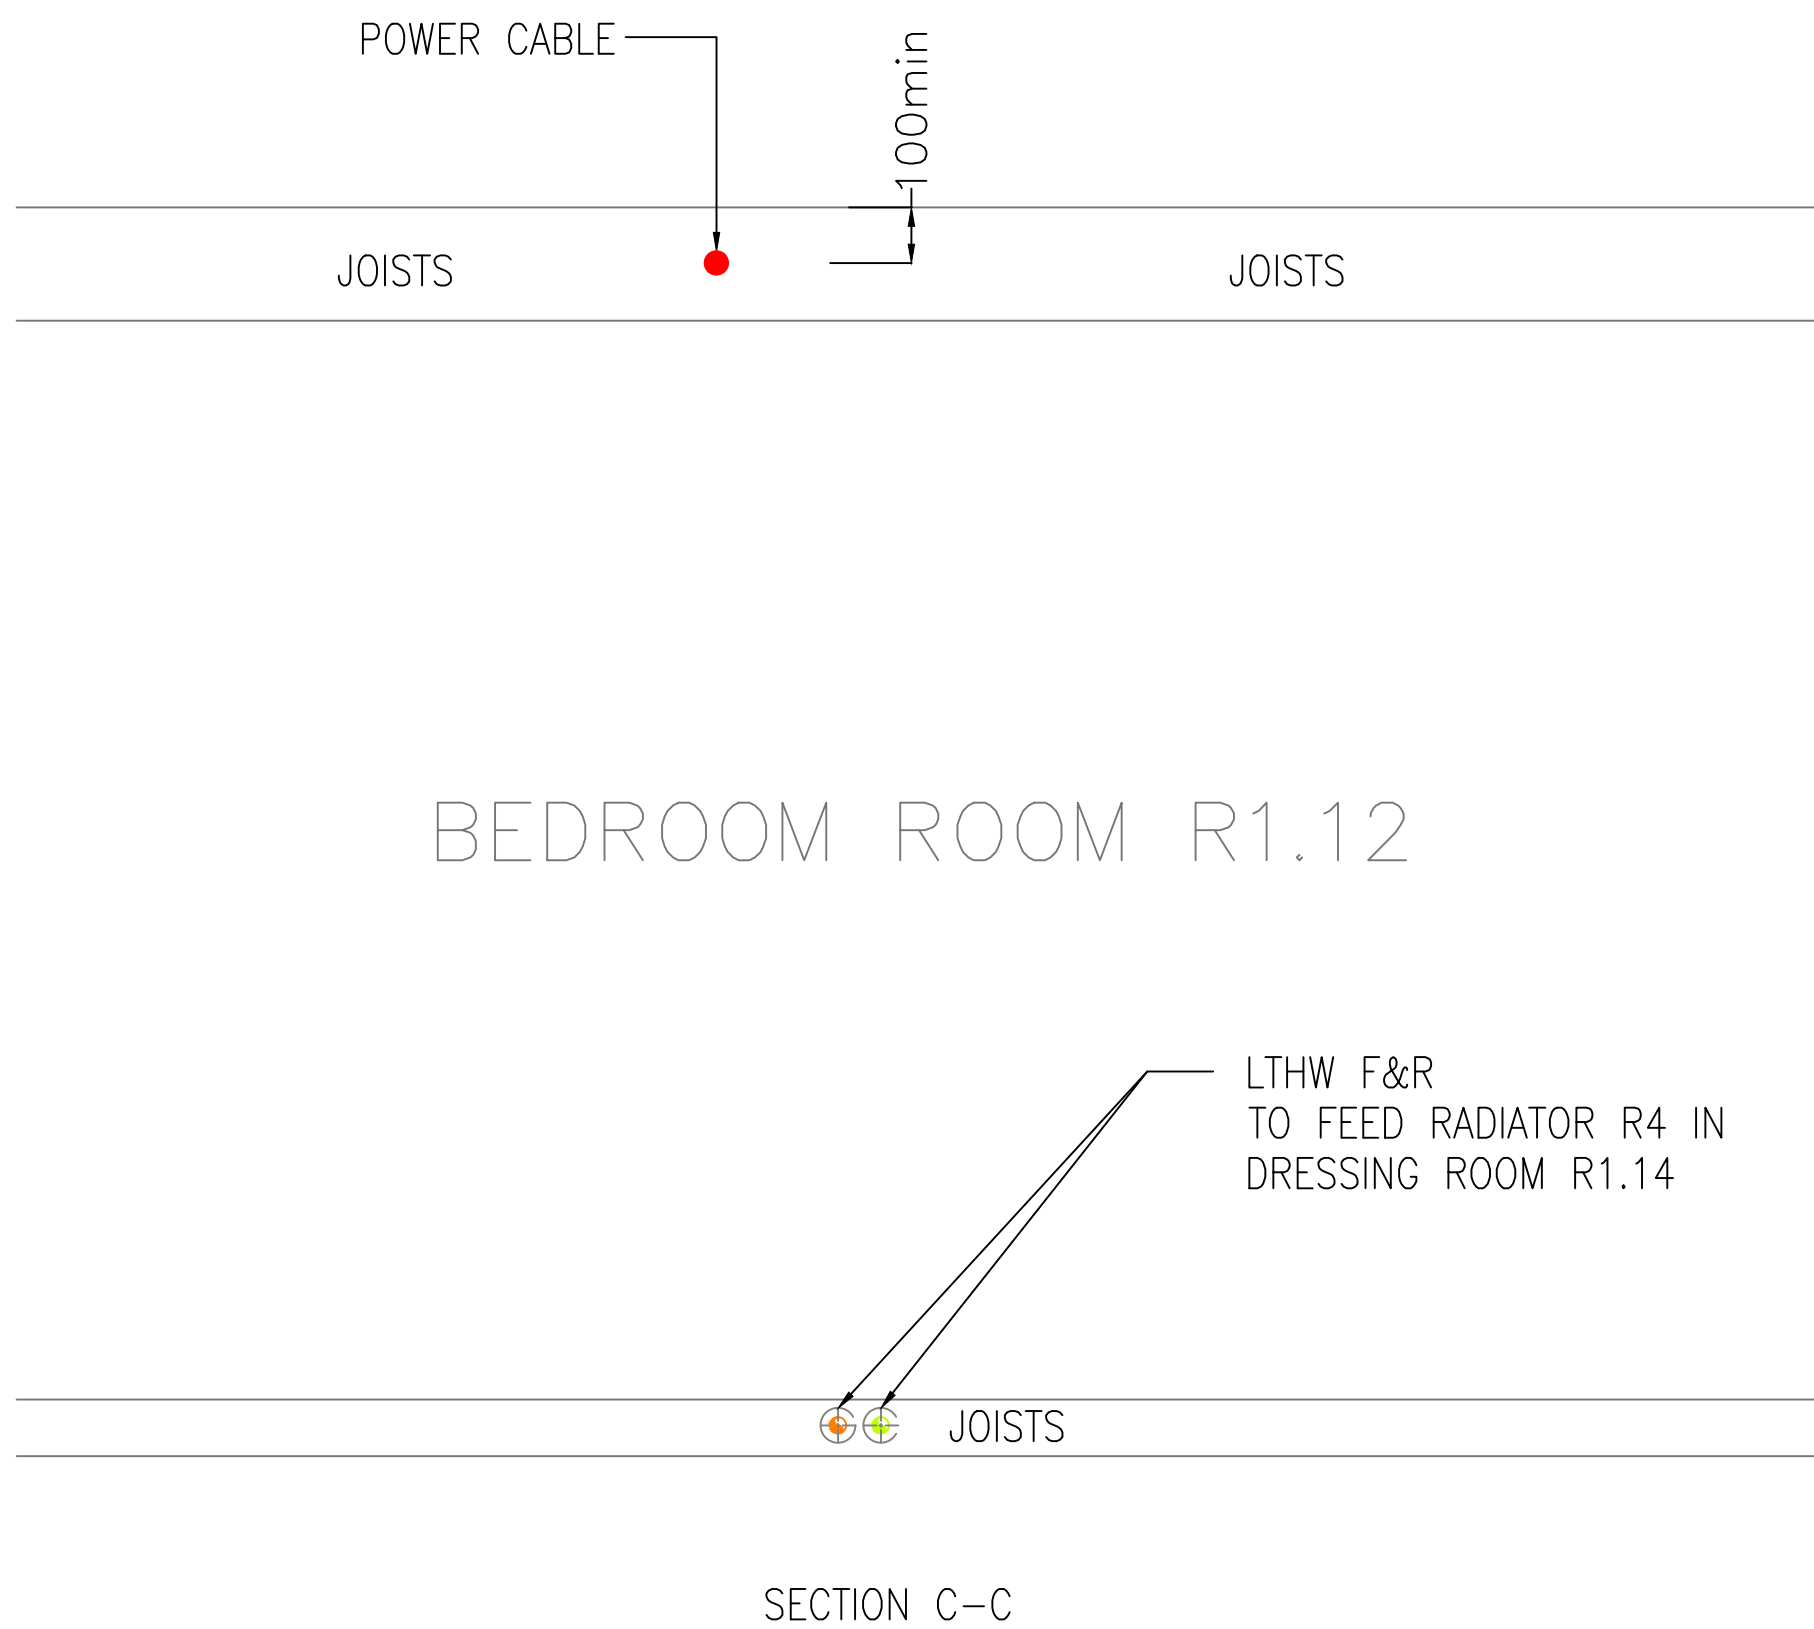 POWER CABLE
100min
JOISTS
JOISTS
BEDROOM ROOM R1.12
LTHW F&R
TO FEED RADIATOR R4 IN
DRESSING ROOM R1.14
JOISTS
SECTION C-C